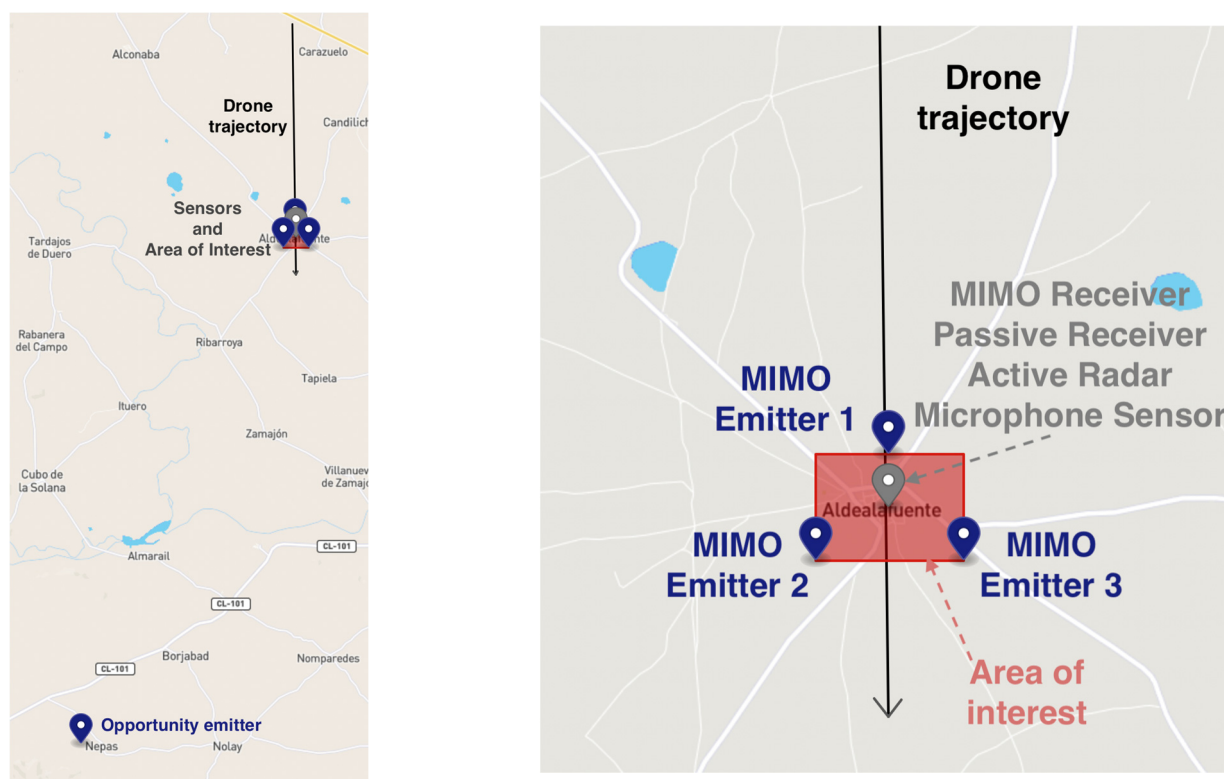 Alconaba
Carazuelo
Drone
trajectory
Candilich
Sensors
and
Area of Interest
Tardajos
de Duero
Rabanera
del Campo
Ribarroya
Tapiela
Ituero
Zamajón
Cubo de
la Solana
Villanuev
de Zamajo
Almarail
CL-101
CL-101
Borjabad
Nomparedes
CL-101
Opportunity emitter
Nepas
Nolay
Drone
trajectory
MIMO Receiver
Passive Receiver
Active Radar
Microphone Sensor
MIMO
Emitter 1
Aldealafuente
MIMO
Emitter 2
MIMO
Emitter 3
Area of
interest